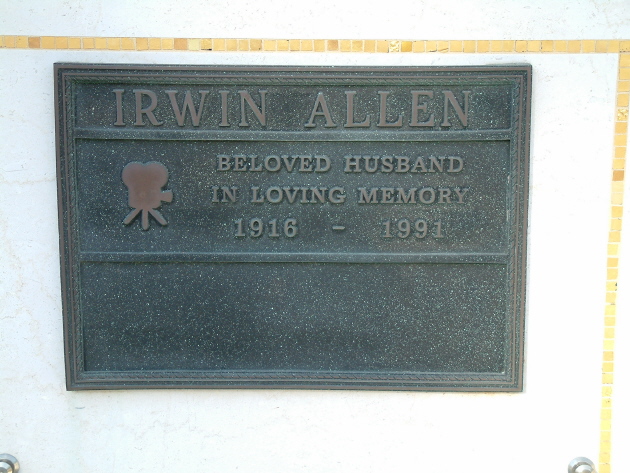 IRWIN ALLEN
BELOVED HUSBAND
IN LOVING MEMORY
1916 - 1991